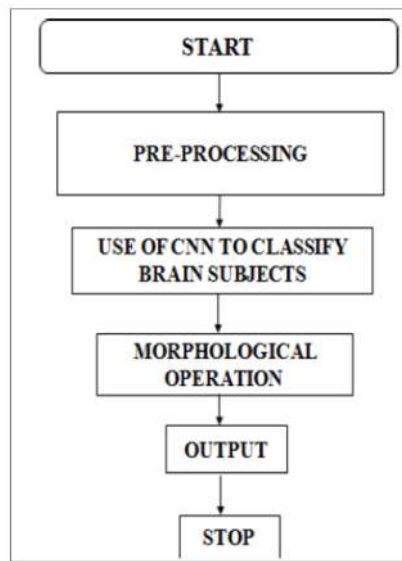 START
PRE-PROCESSING
USE OF CNN TO CLASSIFY
BRAIN SUBJECTS
MORPHOLOGICAL
OPERATION
OUTPUT
STOP